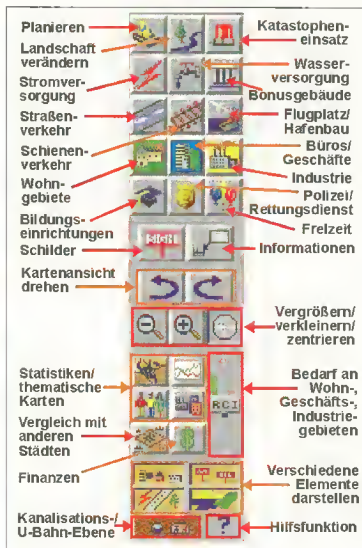 Planieren
Landschaft
verändern
Stromver-
sorgung
Straßen-
verkehr
Schienen-
verkehr
Wohn-
gebiete
Bildungs-
einrichtungen
Schilder
Kartenansicht
drehen
Statistiken/
thematische
Karten
Vergleich mit
anderen
Städten
Finanzen
Kanalisations-/
U-Bahn-Ebene
Katastophen-
einsatz
Wasser-
versorgung
Bonusgebäude
Flugplatz/
Hafenbau
Büros/
Geschäfte
Industrie
Polizei/
Rettungsdienst
Freizeit
Informationen
Vergrößern/
verkleinern/
zentrieren
Bedarf an
Wohn-,
Geschäfts-,
Industrie-
gebieten
Verschiedene
Elemente
darstellen
Hilfsfunktion
SIGN
RCI
?